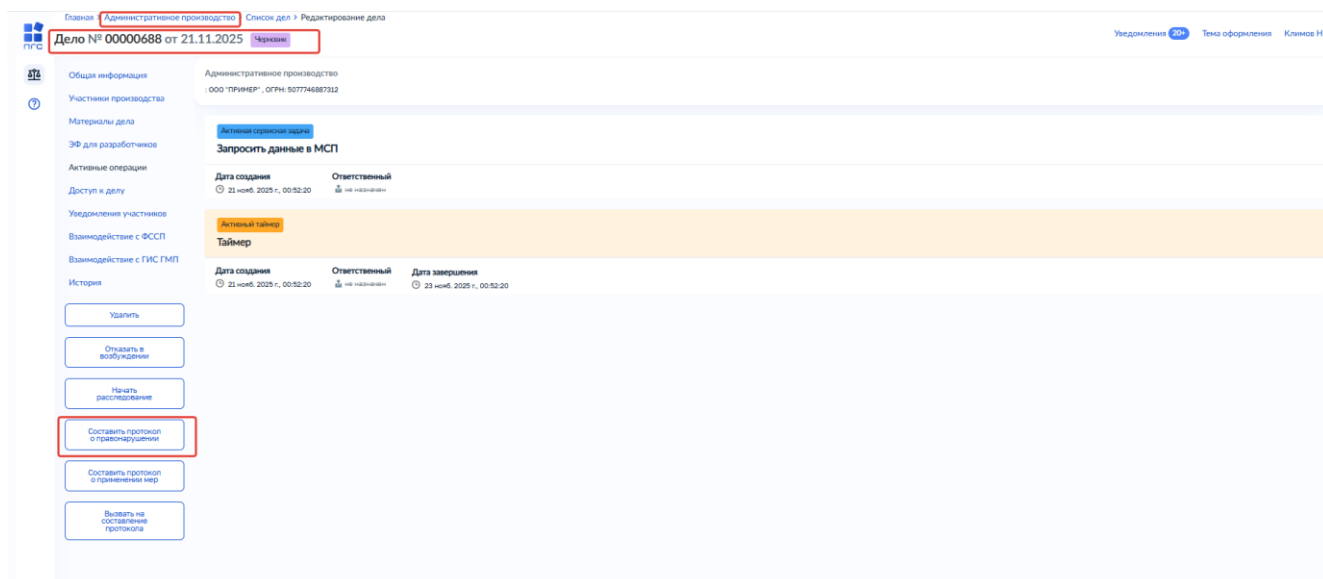 Главная > Административное производство > Список дел > Редактирование дела
Дело № 00000688 от 21.11.2025 Черновик
Уведомления 20+ Тема оформления Климов Н
ПГС
Общая информация
Участники производства
Материалы дела
ЭФ для разработчиков
Активные операции
Доступ к делу
Уведомления участников
Взаимодействие с ФССП
Взаимодействие с ГИС ГМП
История
Удалить
Отказать в
возбуждении
Начать
расследование
Составить протокол
о правонарушении
Составить протокол
о применении мер
Вызвать на
составление
протокола
Административное производство
: ООО "ПРИМЕР" , ОГРН: 5077746887312
Активная сервисная задача
Запросить данные в МСП
Дата создания Ответственный
21 нояб. 2025 г., 00:52:20 не назначен
Активный таймер
Таймер
Дата создания Ответственный Дата завершения
21 нояб. 2025 г., 00:52:20 не назначен 23 нояб. 2025 г., 00:52:20